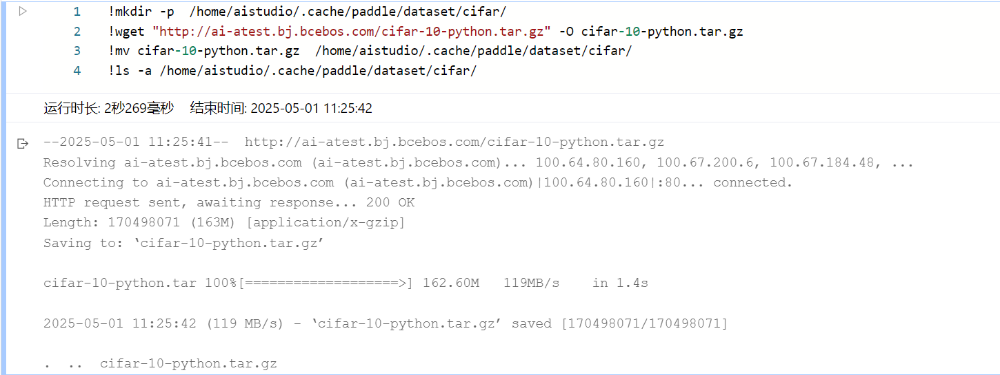 1 !mkdir -p  /home/aistudio/.cache/paddle/dataset/cifar/
2 !wget "http://ai-atest.bj.bcebos.com/cifar-10-python.tar.gz" -O cifar-10-python.tar.gz
3 !mv cifar-10-python.tar.gz  /home/aistudio/.cache/paddle/dataset/cifar/
4 !ls -a /home/aistudio/.cache/paddle/dataset/cifar/
运行时长: 2秒269毫秒 结束时间: 2025-05-01 11:25:42
--2025-05-01 11:25:41--  http://ai-atest.bj.bcebos.com/cifar-10-python.tar.gz
Resolving ai-atest.bj.bcebos.com (ai-atest.bj.bcebos.com)... 100.64.80.160, 100.67.200.6, 100.67.184.48, ...
Connecting to ai-atest.bj.bcebos.com (ai-atest.bj.bcebos.com)|100.64.80.160|:80... connected.
HTTP request sent, awaiting response... 200 OK
Length: 170498071 (163M) [application/x-gzip]
Saving to: ‘cifar-10-python.tar.gz’
cifar-10-python.tar 100%[===================>] 162.60M   119MB/s    in 1.4s
2025-05-01 11:25:42 (119 MB/s) - ‘cifar-10-python.tar.gz’ saved [170498071/170498071]
.  ..  cifar-10-python.tar.gz